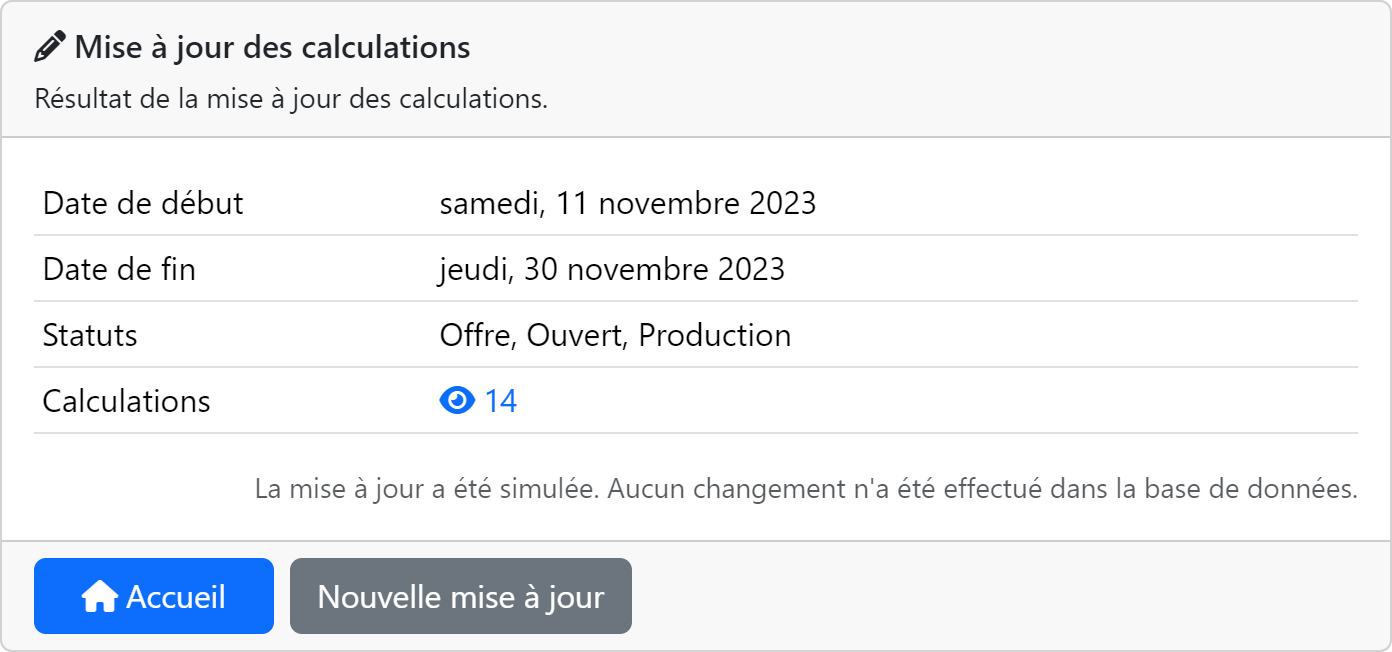 Mise à jour des calculations
Résultat de la mise à jour des calculations.
Date de début samedi, 11 novembre 2023
Date de fin jeudi, 30 novembre 2023
Statuts Offre, Ouvert, Production
Calculations 14
La mise à jour a été simulée. Aucun changement n'a été effectué dans la base de données.
Accueil Nouvelle mise à jour